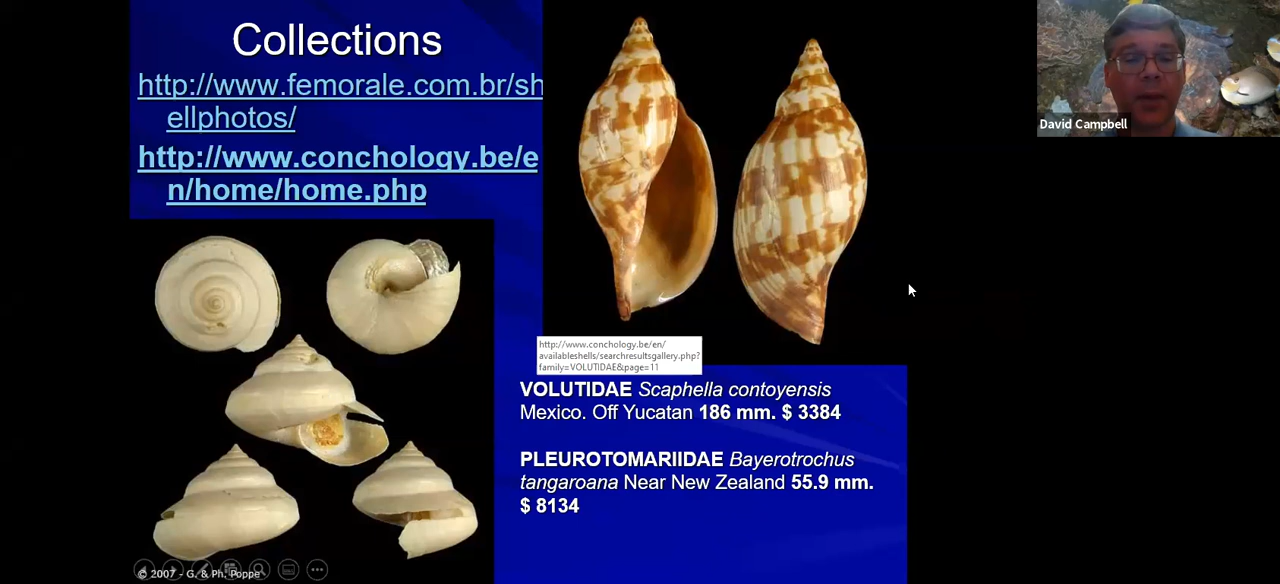 Collections
http://www.femorale.com.br/sh
ellphotos/
http://www.conchology.be/e
n/home/home.php
David Campbell
http://www.conchology.be/en/
availableshells/searchresultsgallery.php?
family=VOLUTIDAE&page=11
VOLUTIDAE Scaphella contoyensis
Mexico. Off Yucatan 186 mm. $ 3384
PLEUROTOMARIIDAE Bayerotrochus
tangaroana Near New Zealand 55.9 mm.
$ 8134
© 2007 - G. & Ph. Poppe